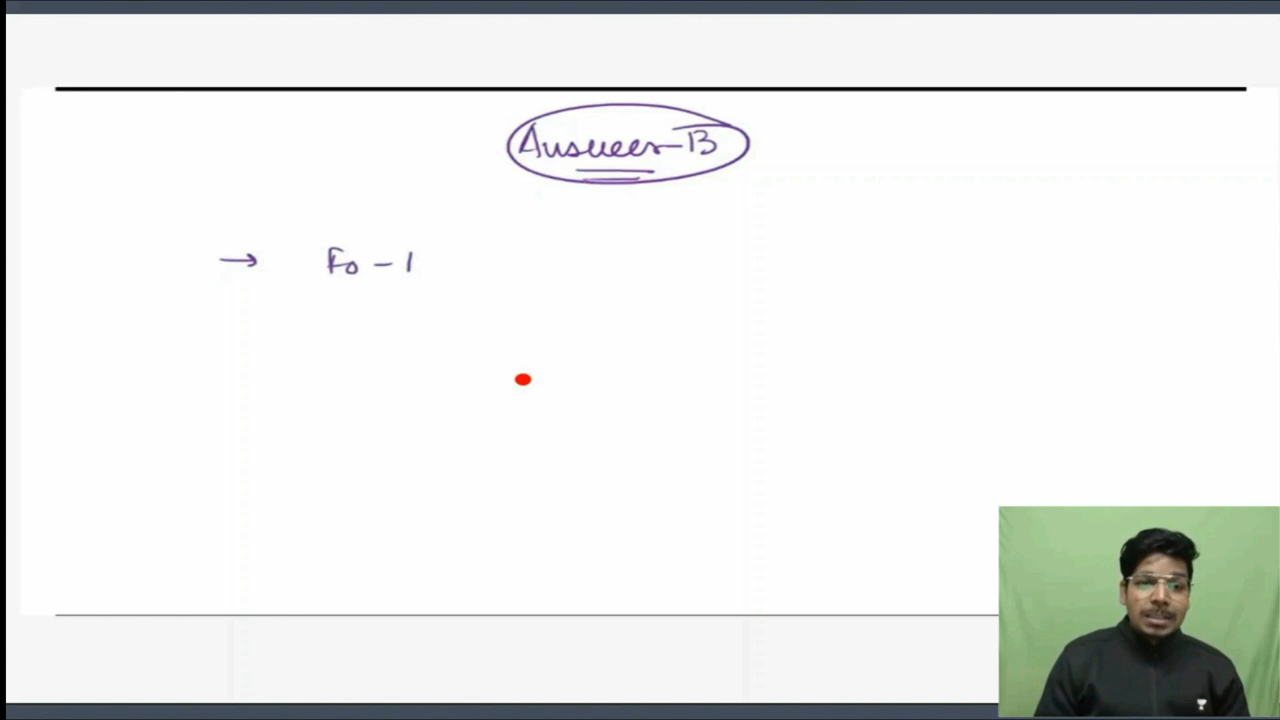 Answer-B
→ Fo - 1